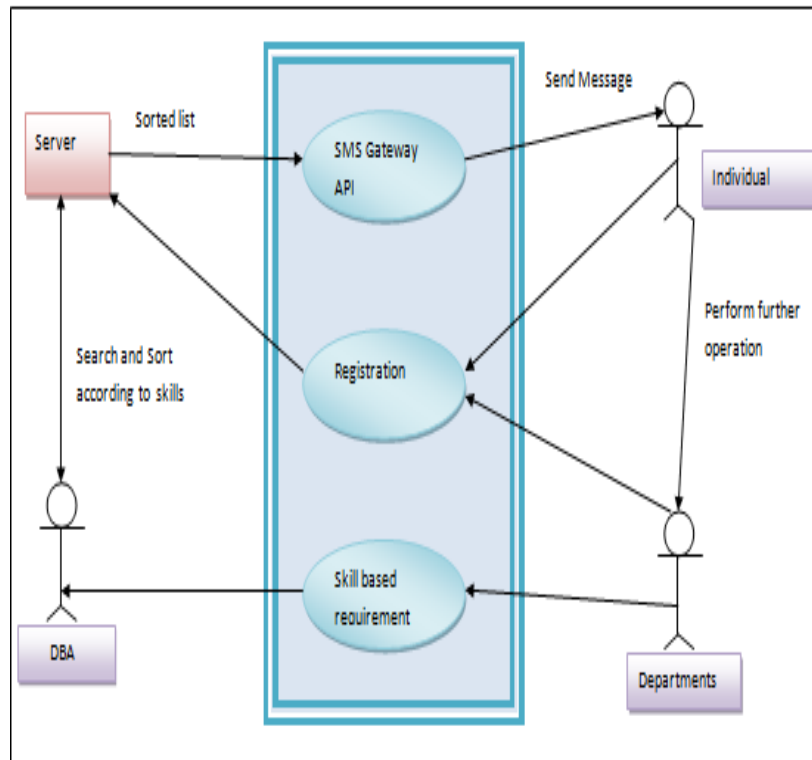 Send Message
Sorted list
Server
SMS Gateway
API
Individual
Perform further
operation
Registration
Search and Sort
according to skills
Skill based
requirement
DBA
Departments